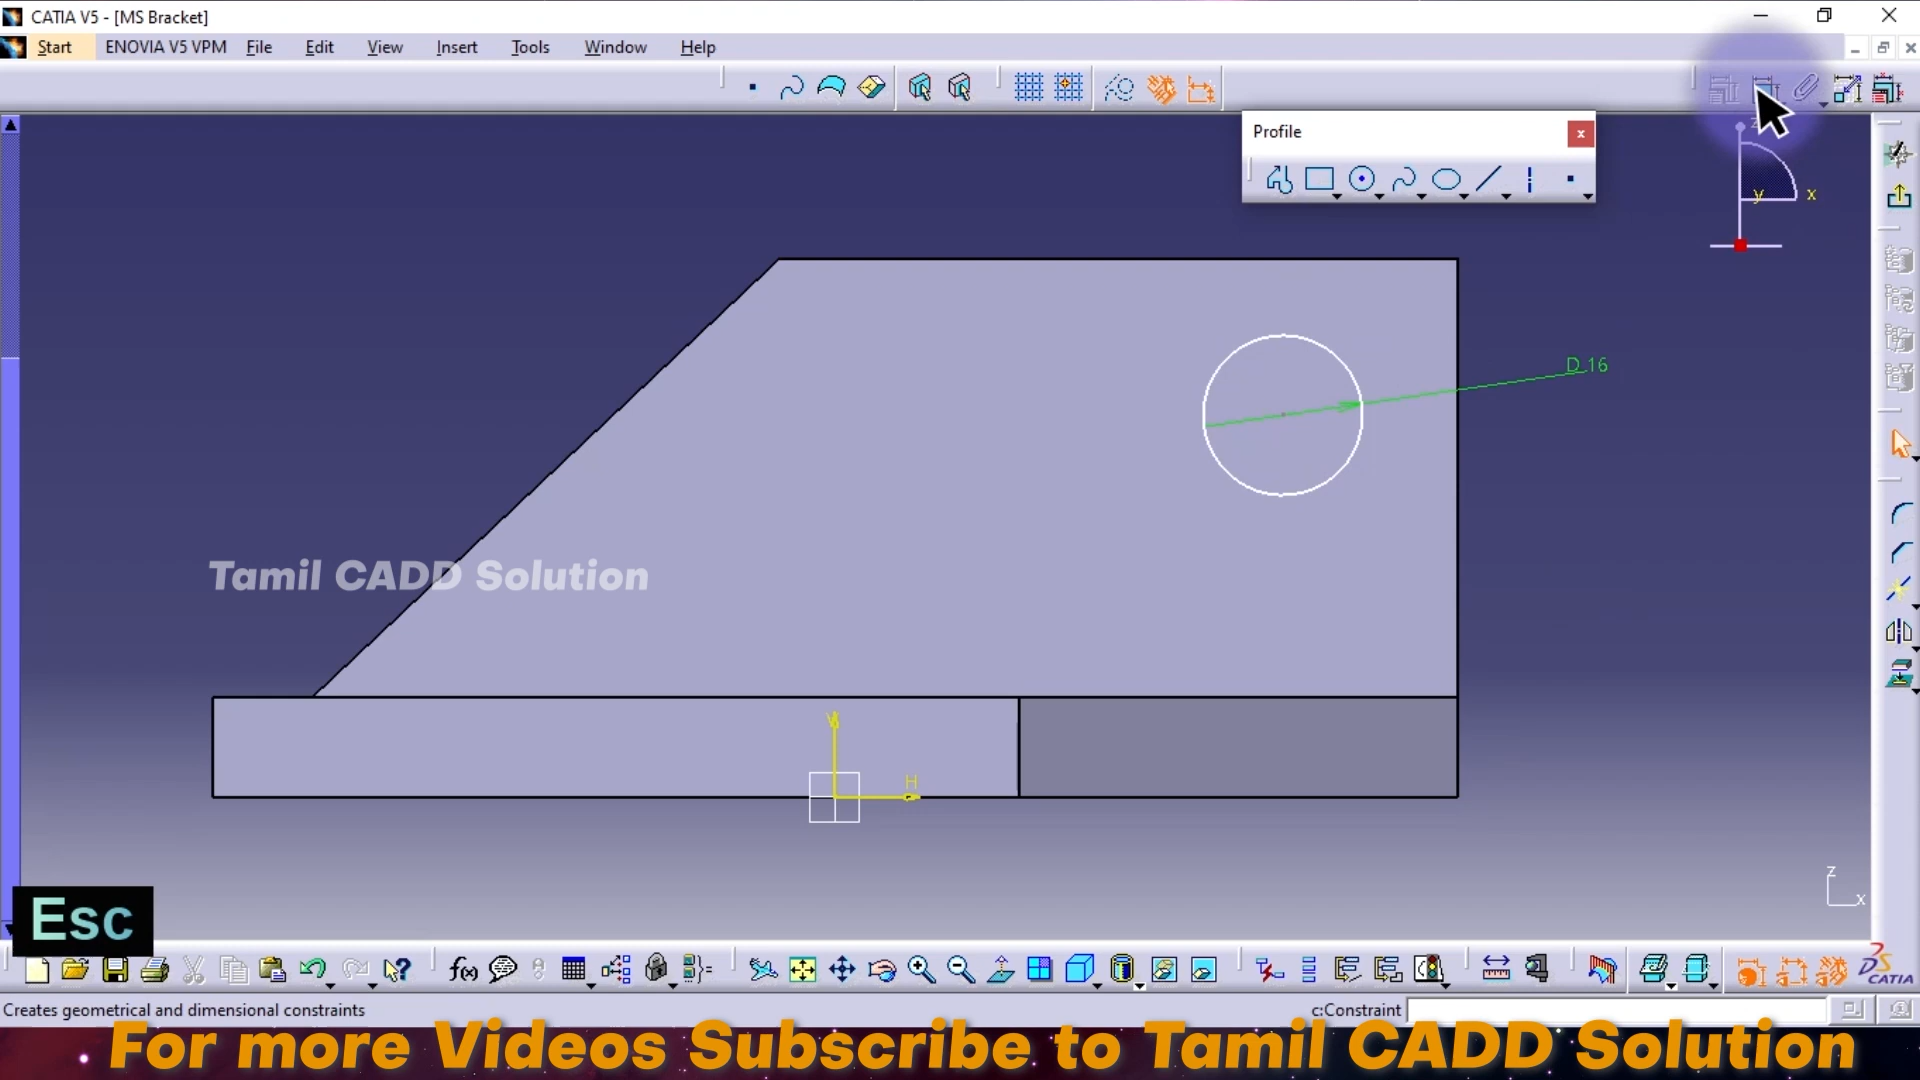 CATIA V5 - [MS Bracket]
Start ENOVIA V5 VPM File Edit View Insert Tools Window Help
Profile
z
y x
D 16
Tamil CADD Solution
V
H
z
x
Esc
f(x)
CATIA
Creates geometrical and dimensional constraints
c:Constraint
For more Videos Subscribe to Tamil CADD Solution